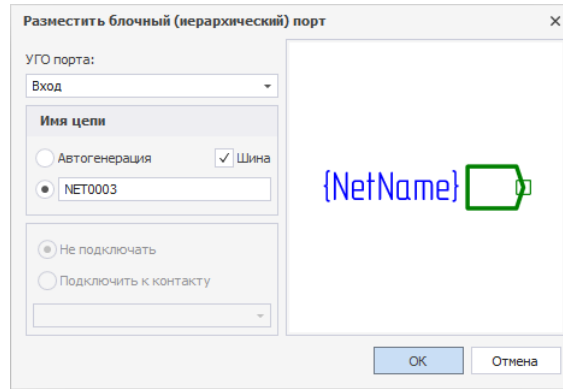 Разместить блочный (иерархический) порт
УГО порта:
Вход
Имя цепи
Автогенерация
Шина
NET0003
Не подключать
Подключить к контакту
{NetName}
OK
Отмена